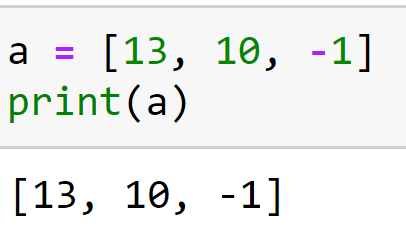 a = [13, 10, -1]
print(a)
[13, 10, -1]